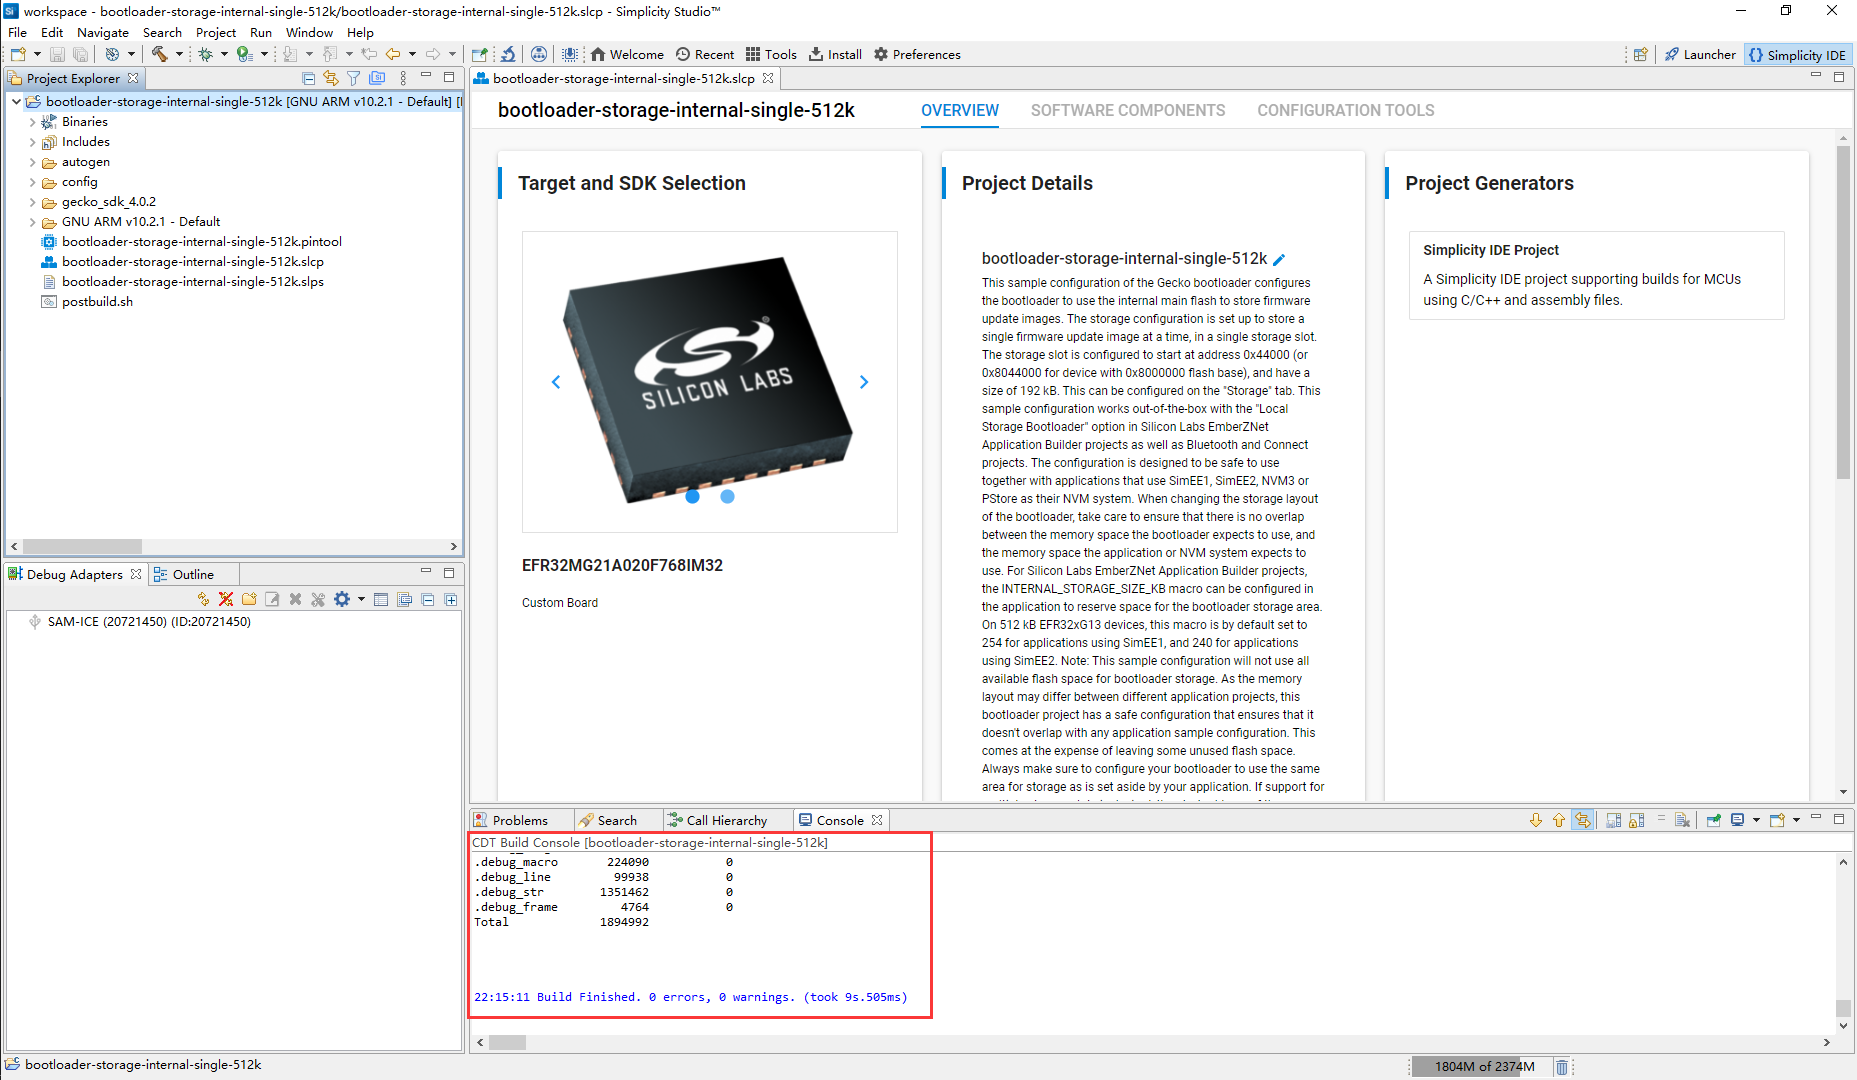 workspace - bootloader-storage-internal-single-512k/bootloader-storage-internal-single-512k.slcp - Simplicity Studio™
File Edit Navigate Search Project Run Window Help
Welcome Recent Tools Install Preferences Launcher Simplicity IDE
Project Explorer
bootloader-storage-internal-single-512k [GNU ARM v10.2.1 - Default] [
Binaries
Includes
autogen
config
gecko_sdk_4.0.2
GNU ARM v10.2.1 - Default
bootloader-storage-internal-single-512k.pintool
bootloader-storage-internal-single-512k.slcp
bootloader-storage-internal-single-512k.slps
postbuild.sh
Debug Adapters Outline
SAM-ICE (20721450) (ID:20721450)
bootloader-storage-internal-single-512k.slcp
bootloader-storage-internal-single-512k OVERVIEW SOFTWARE COMPONENTS CONFIGURATION TOOLS
Target and SDK Selection
SILICON LABS
EFR32MG21A020F768IM32
Custom Board
Project Details
bootloader-storage-internal-single-512k
This sample configuration of the Gecko bootloader configures
the bootloader to use the internal main flash to store firmware
update images. The storage configuration is set up to store a
single firmware update image at a time, in a single storage slot.
The storage slot is configured to start at address 0x44000 (or
0x8044000 for device with 0x8000000 flash base), and have a
size of 192 kB. This can be configured on the "Storage" tab. This
sample configuration works out-of-the-box with the "Local
Storage Bootloader" option in Silicon Labs EmberZNet
Application Builder projects as well as Bluetooth and Connect
projects. The configuration is designed to be safe to use
together with applications that use SimEE1, SimEE2, NVM3 or
PStore as their NVM system. When changing the storage layout
of the bootloader, take care to ensure that there is no overlap
between the memory space the bootloader expects to use, and
the memory space the application or NVM system expects to
use. For Silicon Labs EmberZNet Application Builder projects,
the INTERNAL_STORAGE_SIZE_KB macro can be configured in
the application to reserve space for the bootloader storage area.
On 512 kB EFR32xG13 devices, this macro is by default set to
254 for applications using SimEE1, and 240 for applications
using SimEE2. Note: This sample configuration will not use all
available flash space for bootloader storage. As the memory
layout may differ between different application projects, this
bootloader project has a safe configuration that ensures that it
doesn't overlap with any application sample configuration. This
comes at the expense of leaving some unused flash space.
Always make sure to configure your bootloader to use the same
area for storage as is set aside by your application. If support for
Project Generators
Simplicity IDE Project
A Simplicity IDE project supporting builds for MCUs
using C/C++ and assembly files.
Problems Search Call Hierarchy Console
CDT Build Console [bootloader-storage-internal-single-512k]
.debug_macro 224090 0
.debug_line 99938 0
.debug_str 1351462 0
.debug_frame 4764 0
Total 1894992
22:15:11 Build Finished. 0 errors, 0 warnings. (took 9s.505ms)
bootloader-storage-internal-single-512k
1804M of 2374M